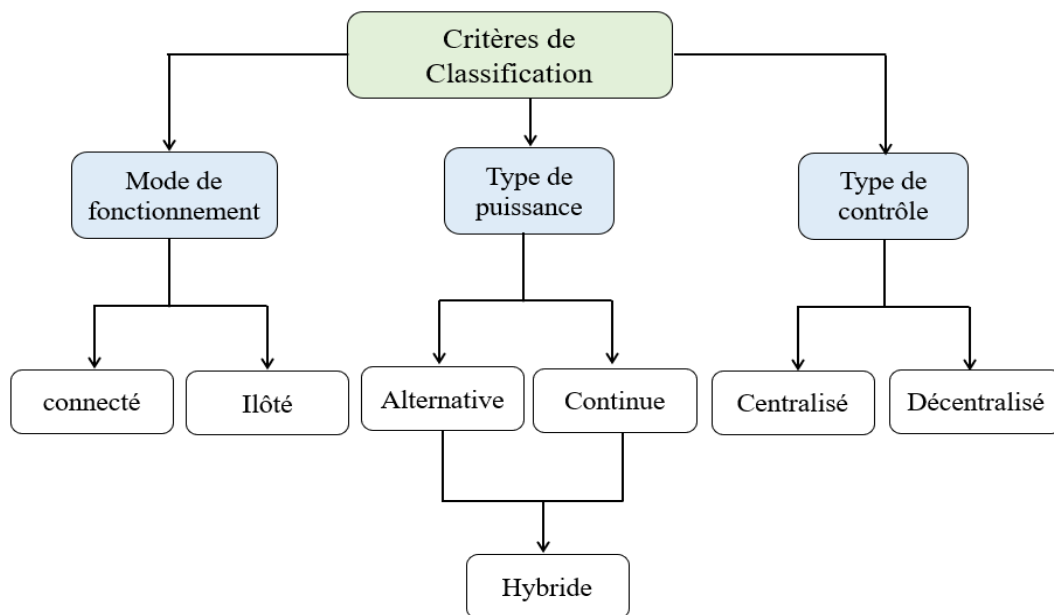 Critères de
Classification
Mode de
fonctionnement
Type de
puissance
Type de
contrôle
connecté
Ilôté
Alternative
Continue
Centralisé
Décentralisé
Hybride